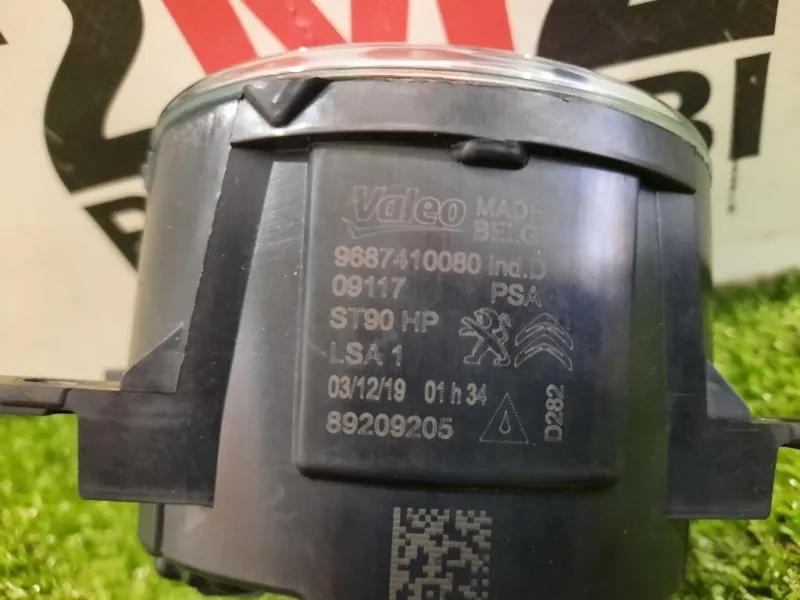 Valeo MADE
BELG
9687410080 Ind.D
09117 PSA
ST90 HP
LSA 1
03/12/19 01 h 34
89209205
D282